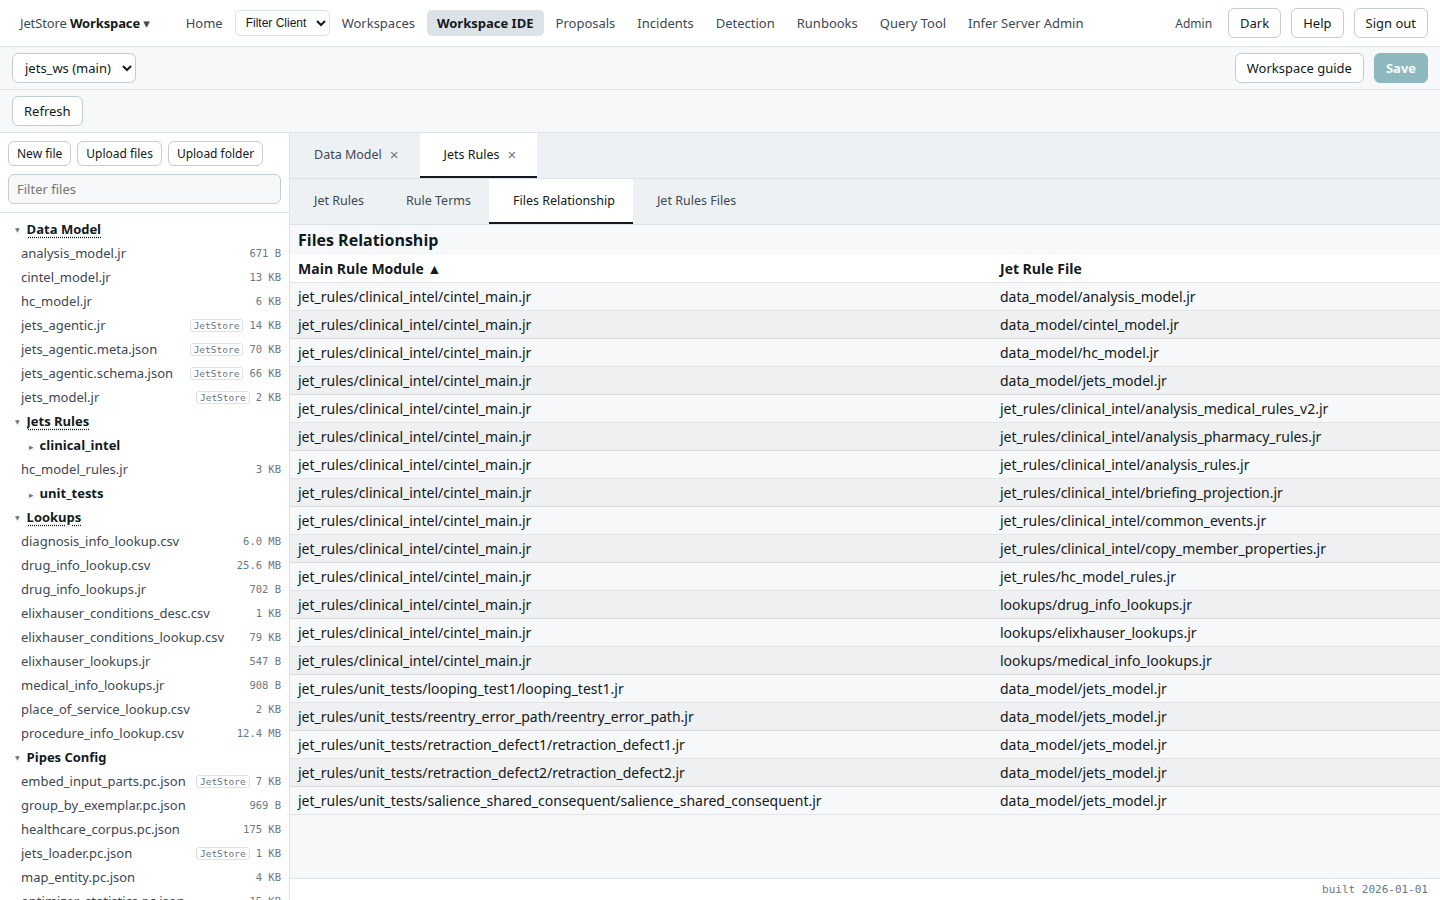 JetStore Workspace ▾ Home Filter Client Workspaces Workspace IDE Proposals Incidents Detection Runbooks Query Tool Infer Server Admin Admin Dark Help Sign out
jets_ws (main) Workspace guide Save
Refresh
New file Upload files Upload folder
Filter files
▾ Data Model
analysis_model.jr 671 B
cintel_model.jr 13 KB
hc_model.jr 6 KB
jets_agentic.jr JetStore 14 KB
jets_agentic.meta.json JetStore 70 KB
jets_agentic.schema.json JetStore 66 KB
jets_model.jr JetStore 2 KB
▾ Jets Rules
▸ clinical_intel
hc_model_rules.jr 3 KB
▸ unit_tests
▾ Lookups
diagnosis_info_lookup.csv 6.0 MB
drug_info_lookup.csv 25.6 MB
drug_info_lookups.jr 702 B
elixhauser_conditions_desc.csv 1 KB
elixhauser_conditions_lookup.csv 79 KB
elixhauser_lookups.jr 547 B
medical_info_lookups.jr 908 B
place_of_service_lookup.csv 2 KB
procedure_info_lookup.csv 12.4 MB
▾ Pipes Config
embed_input_parts.pc.json JetStore 7 KB
group_by_exemplar.pc.json 969 B
healthcare_corpus.pc.json 175 KB
jets_loader.pc.json JetStore 1 KB
map_entity.pc.json 4 KB
Data Model × Jets Rules ×
Jet Rules Rule Terms Files Relationship Jet Rules Files
Files Relationship
Main Rule Module ▲ Jet Rule File
jet_rules/clinical_intel/cintel_main.jr data_model/analysis_model.jr
jet_rules/clinical_intel/cintel_main.jr data_model/cintel_model.jr
jet_rules/clinical_intel/cintel_main.jr data_model/hc_model.jr
jet_rules/clinical_intel/cintel_main.jr data_model/jets_model.jr
jet_rules/clinical_intel/cintel_main.jr jet_rules/clinical_intel/analysis_medical_rules_v2.jr
jet_rules/clinical_intel/cintel_main.jr jet_rules/clinical_intel/analysis_pharmacy_rules.jr
jet_rules/clinical_intel/cintel_main.jr jet_rules/clinical_intel/analysis_rules.jr
jet_rules/clinical_intel/cintel_main.jr jet_rules/clinical_intel/briefing_projection.jr
jet_rules/clinical_intel/cintel_main.jr jet_rules/clinical_intel/common_events.jr
jet_rules/clinical_intel/cintel_main.jr jet_rules/clinical_intel/copy_member_properties.jr
jet_rules/clinical_intel/cintel_main.jr jet_rules/hc_model_rules.jr
jet_rules/clinical_intel/cintel_main.jr lookups/drug_info_lookups.jr
jet_rules/clinical_intel/cintel_main.jr lookups/elixhauser_lookups.jr
jet_rules/clinical_intel/cintel_main.jr lookups/medical_info_lookups.jr
jet_rules/unit_tests/looping_test1/looping_test1.jr data_model/jets_model.jr
jet_rules/unit_tests/reentry_error_path/reentry_error_path.jr data_model/jets_model.jr
jet_rules/unit_tests/retraction_defect1/retraction_defect1.jr data_model/jets_model.jr
jet_rules/unit_tests/retraction_defect2/retraction_defect2.jr data_model/jets_model.jr
jet_rules/unit_tests/salience_shared_consequent/salience_shared_consequent.jr data_model/jets_model.jr
built 2026-01-01